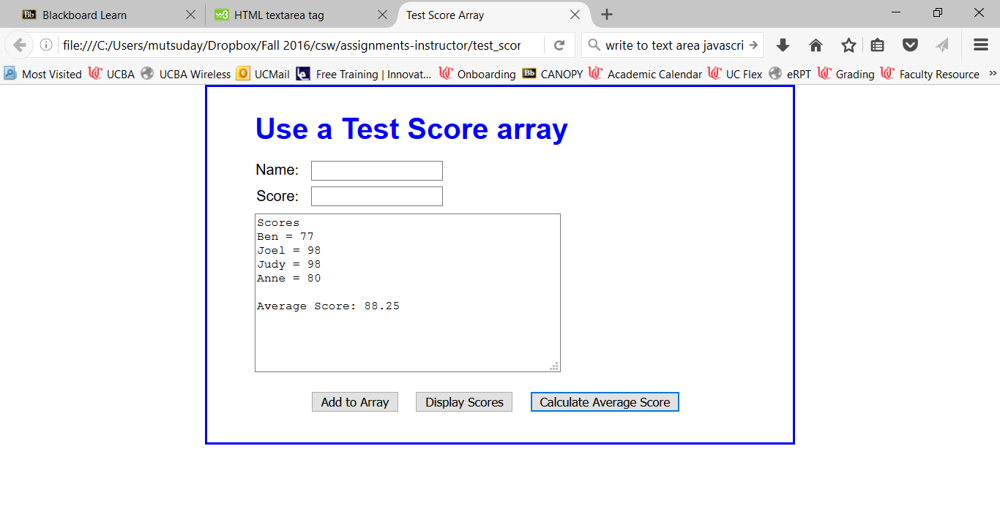 Blackboard Learn
HTML textarea tag
Test Score Array
file:///C:/Users/mutsuday/Dropbox/Fall 2016/csw/assignments-instructor/test_scor
write to text area javascri
Most Visited UCBA UCBA Wireless UCMail Free Training | Innovat... Onboarding Bb CANOPY Academic Calendar UC Flex eRPT Grading Faculty Resource
Use a Test Score array
Name:
Score:
Scores
Ben = 77
Joel = 98
Judy = 98
Anne = 80
Average Score: 88.25
Add to Array
Display Scores
Calculate Average Score